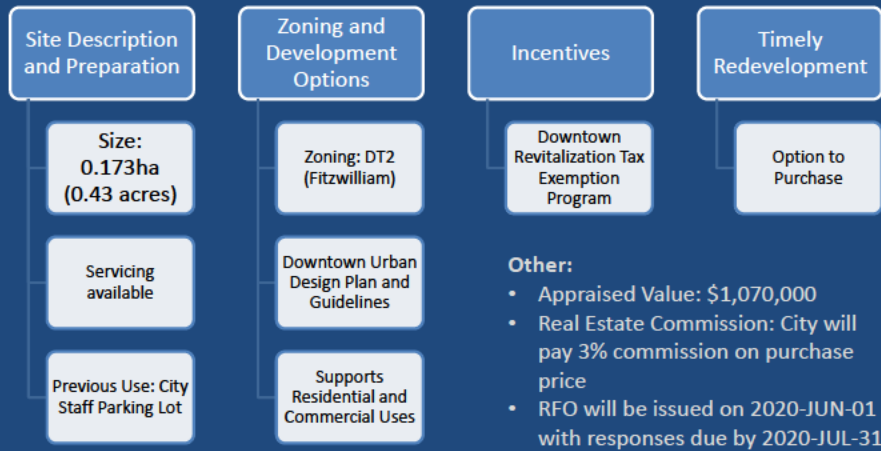 Site Description
and Preparation
Size:
0.173ha
(0.43 acres)
Servicing
available
Previous Use: City
Staff Parking Lot
Zoning and
Development
Options
Zoning: DT2
(Fitzwilliam)
Downtown Urban
Design Plan and
Guidelines
Supports
Residential and
Commercial Uses
Incentives
Downtown
Revitalization Tax
Exemption
Program
Timely
Redevelopment
Option to
Purchase
Other:
• Appraised Value: $1,070,000
• Real Estate Commission: City will
pay 3% commission on purchase
price
• RFO will be issued on 2020-JUN-01
with responses due by 2020-JUL-31